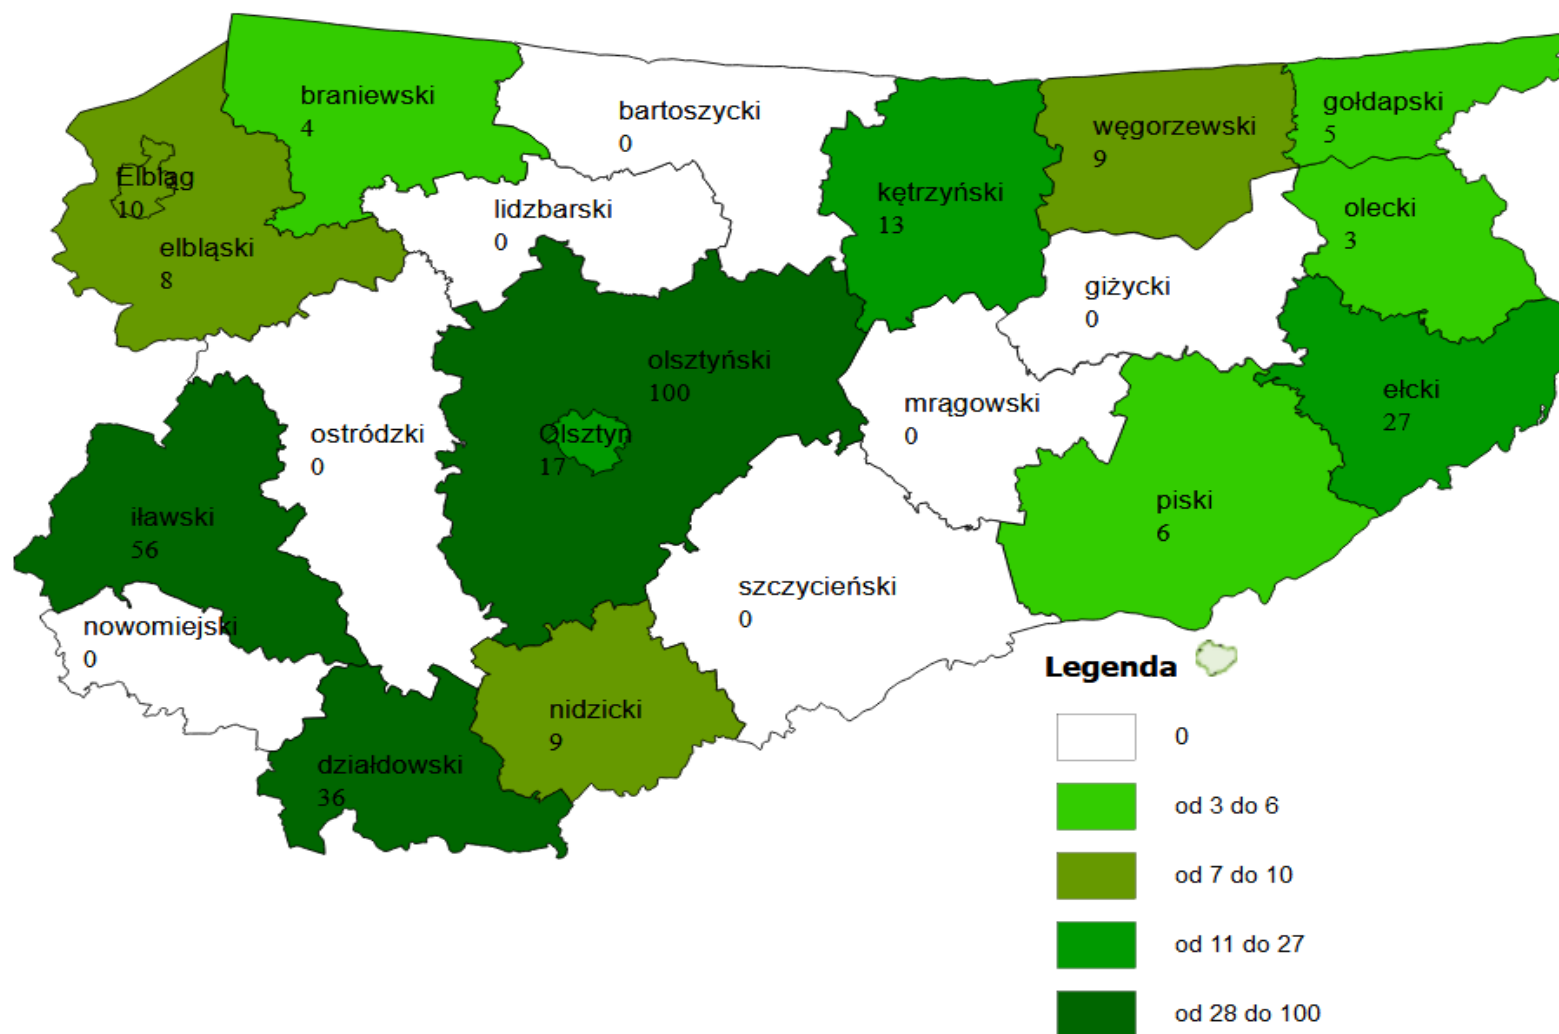 braniewski
4
bartoszycki
0
węgorzewski
9
gołdapski
5
Elbląg
10
elbląski
8
lidzbarski
0
kętrzyński
13
olecki
3
giżycki
0
olsztyński
100
mrągowski
0
ełcki
27
ostródzki
0
Olsztyn
17
iławski
56
piski
6
szczycieński
0
nowomiejski
0
nidzicki
9
działdowski
36
Legenda
0
od 3 do 6
od 7 do 10
od 11 do 27
od 28 do 100